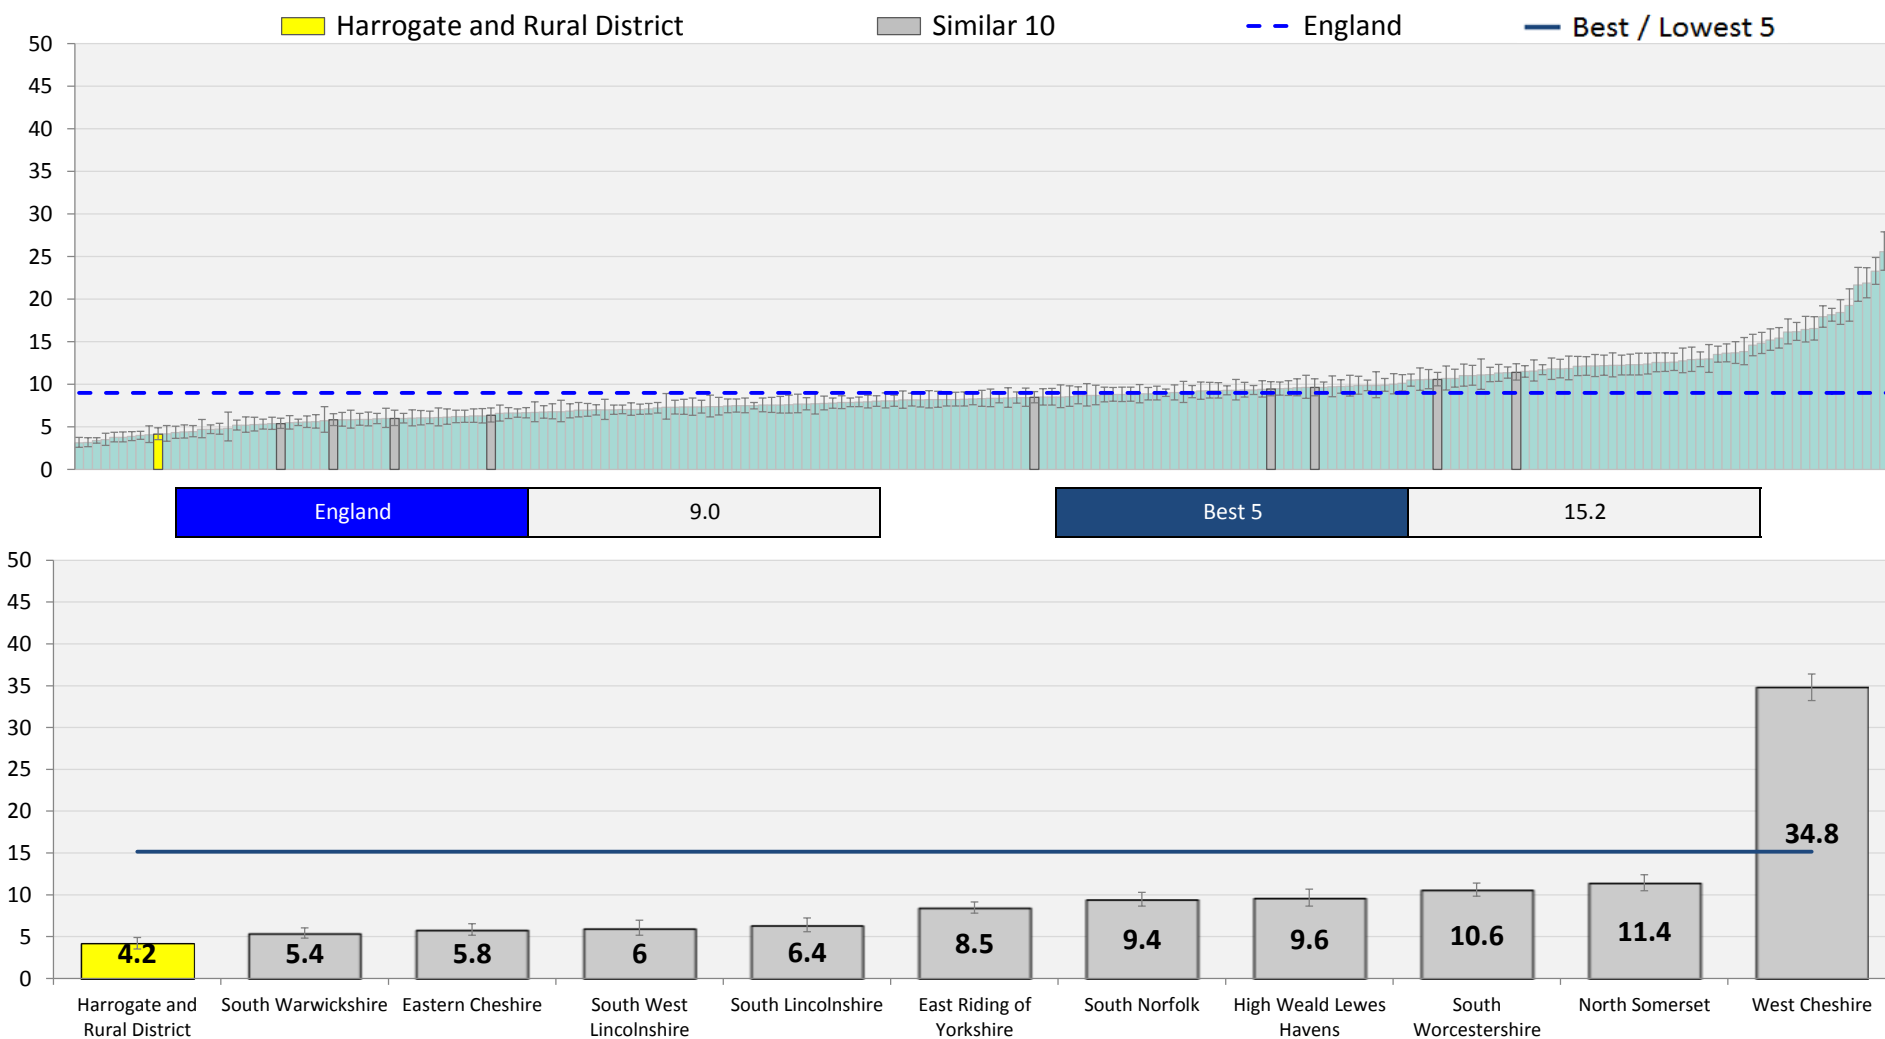 Harrogate and Rural District
Similar 10
England
Best / Lowest 5
50
45
40
35
30
25
20
15
10
5
0
England
9.0
Best 5
15.2
50
45
40
35
30
25
20
15
10
5
0
4.2
5.4
5.8
6
6.4
8.5
9.4
9.6
10.6
11.4
34.8
Harrogate and
Rural District
South Warwickshire
Eastern Cheshire
South West
Lincolnshire
South Lincolnshire
East Riding of
Yorkshire
South Norfolk
High Weald Lewes
Havens
South
Worcestershire
North Somerset
West Cheshire